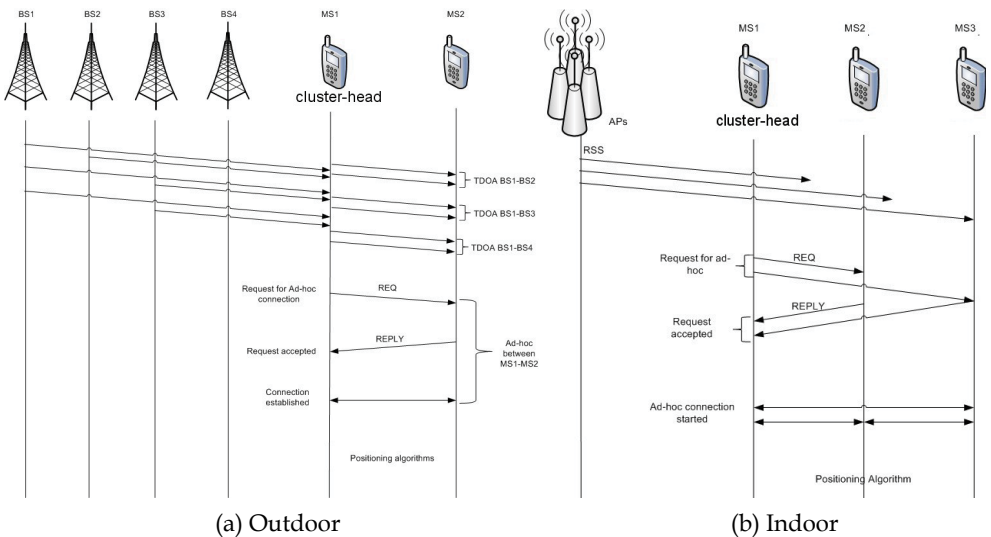 BS1
BS2
BS3
BS4
MS1
MS2
cluster-head
TDOA BS1-BS2
TDOA BS1-BS3
TDOA BS1-BS4
Request for Ad-hoc
connection
REQ
Request accepted
REPLY
Ad-hoc
between
MS1-MS2
Connection
established
Positioning algorithms
(a) Outdoor
APs
MS1
MS2
MS3
cluster-head
RSS
Request for ad-
hoc
REQ
REPLY
Request
accepted
Ad-hoc connection
started
Positioning Algorithm
(b) Indoor